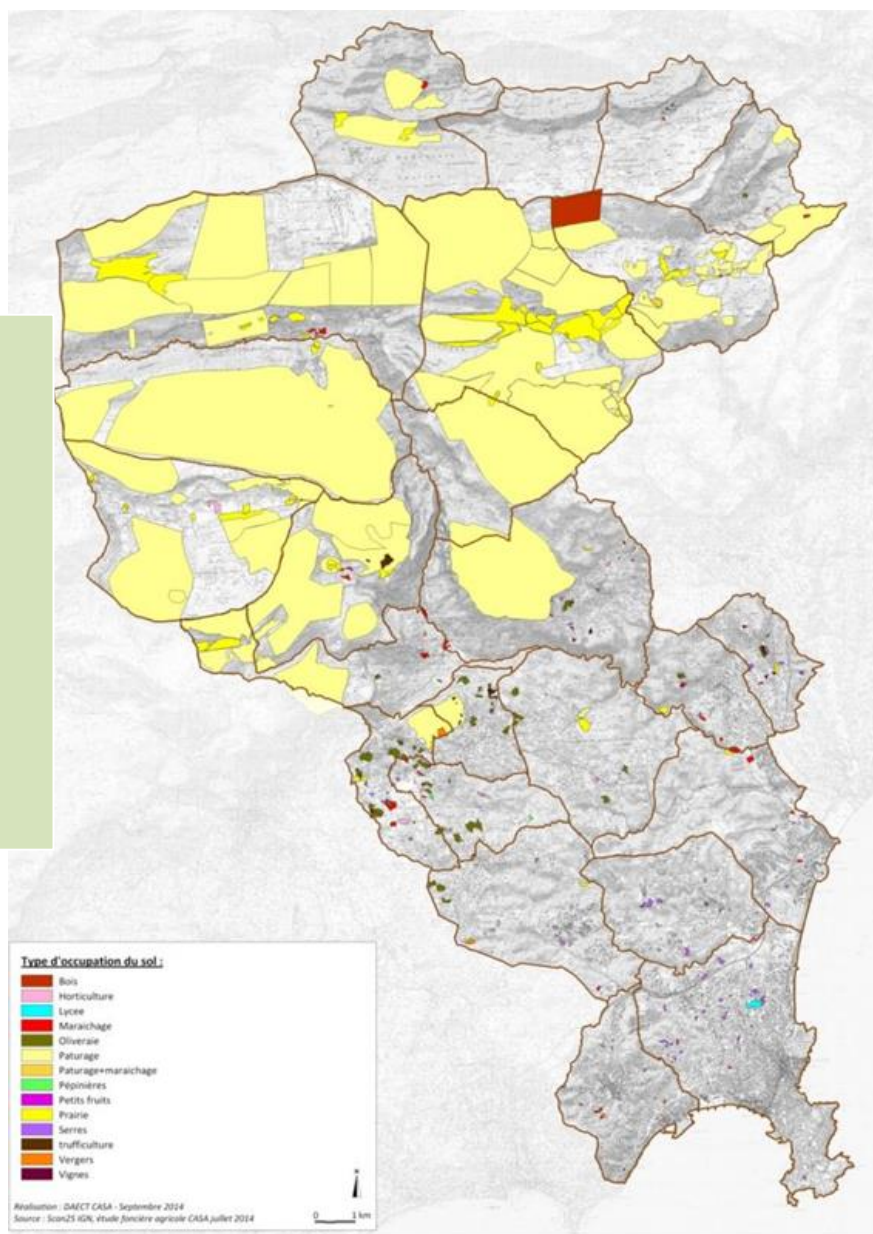 Type d'occupation du sol :
Bois
Horticulture
Lycee
Maraichage
Oliveraie
Paturage
Paturage+maraichage
Pépinières
Petits fruits
Prairie
Serres
trufficulture
Vergers
Vignes
N
0 1 km
Réalisation : DAECT CASA - Septembre 2014
Source : Scan25 IGN, étude foncière agricole CASA juillet 2014